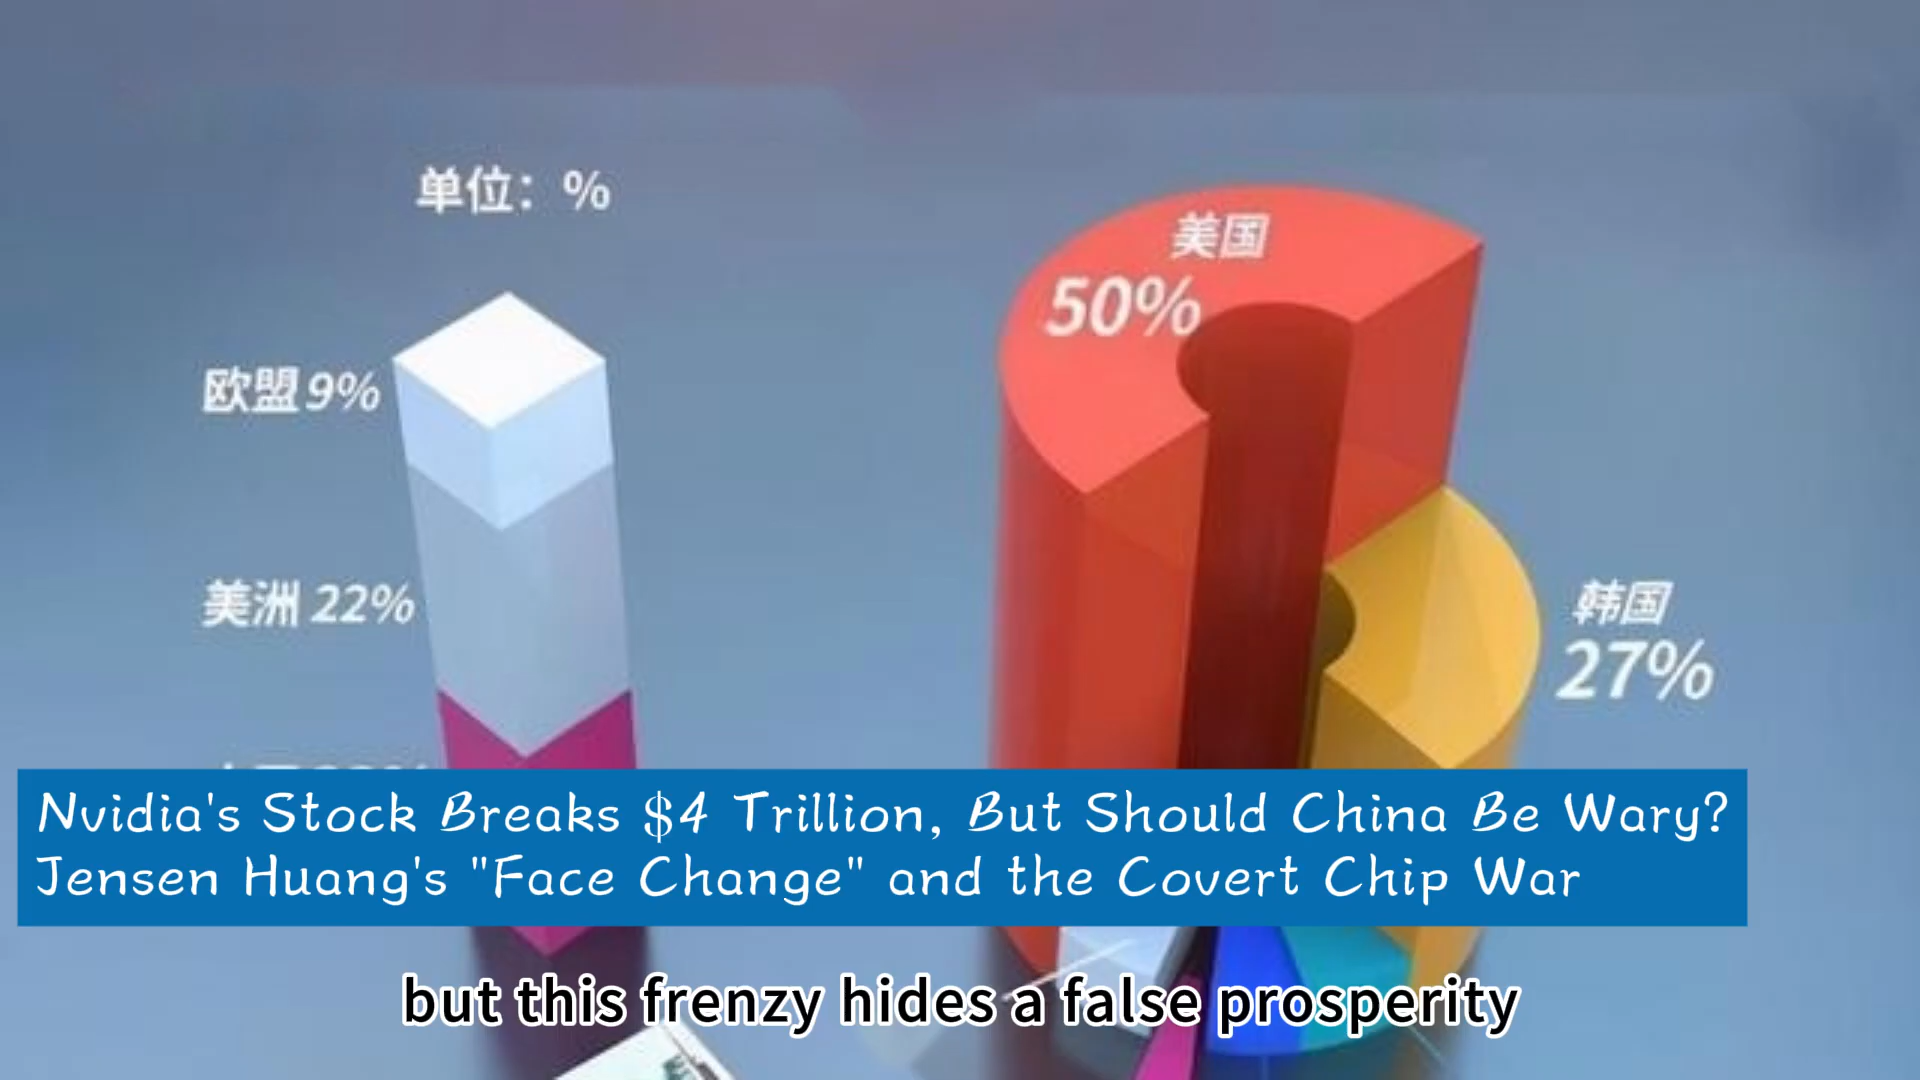 单位：%
美国
50%
欧盟 9%
美洲 22%
韩国
27%
Nvidia's Stock Breaks $4 Trillion, But Should China Be Wary?
Jensen Huang's "Face Change" and the Covert Chip War
but this frenzy hides a false prosperity